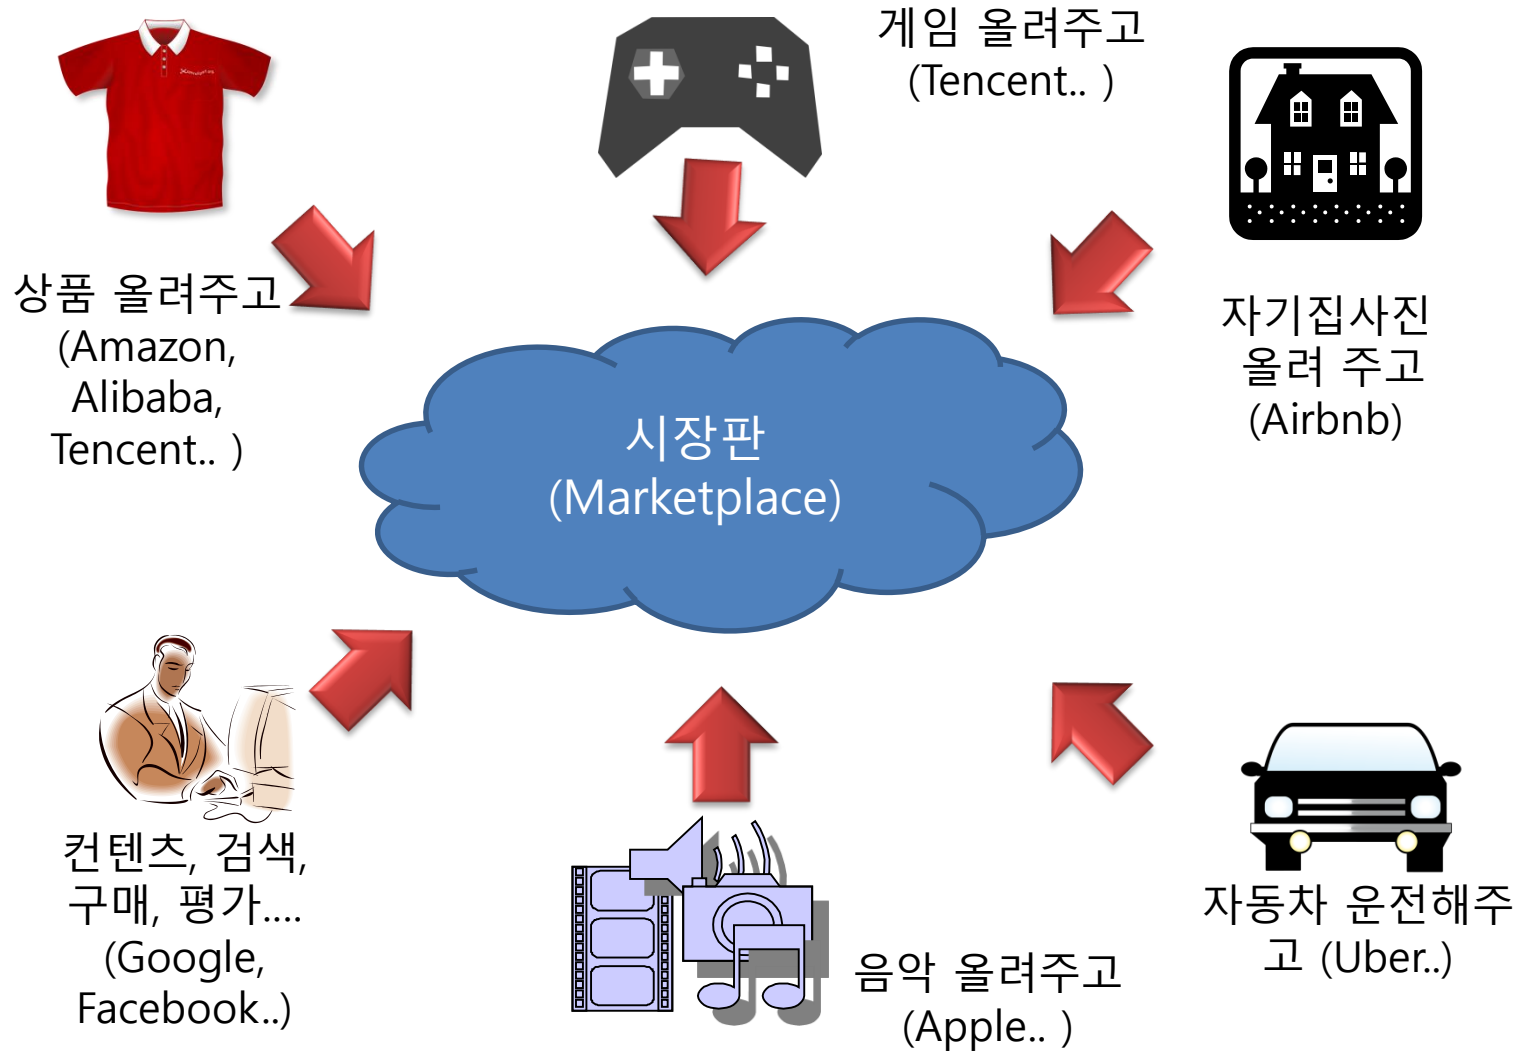 게임 올려주고
(Tencent.. )
상품 올려주고
(Amazon,
Alibaba,
Tencent.. )
자기집사진
올려 주고
(Airbnb)
시장판
(Marketplace)
컨텐츠, 검색,
구매, 평가....
(Google,
Facebook..)
음악 올려주고
(Apple.. )
자동차 운전해주
고 (Uber..)